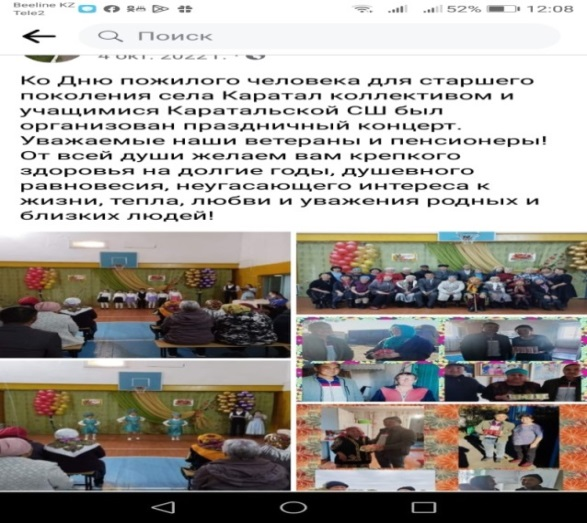 Beeline KZ
Tele2
52%
12:08
Поиск
4 окт. 2022 г.
Ко Дню пожилого человека для старшего
поколения села Каратал коллективом и
учащимися Каратальской СШ был
организован праздничный концерт.
Уважаемые наши ветераны и пенсионеры!
От всей души желаем вам крепкого
здоровья на долгие годы, душевного
равновесия, неугасающего интереса к
жизни, тепла, любви и уважения родных и
близких людей!